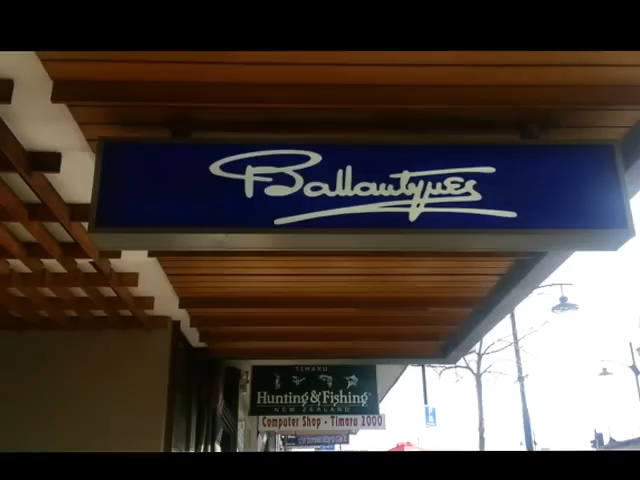 Ballantynes
TIMARU
Hunting & Fishing
NEW ZEALAND
Computer Shop - Timaru 2000